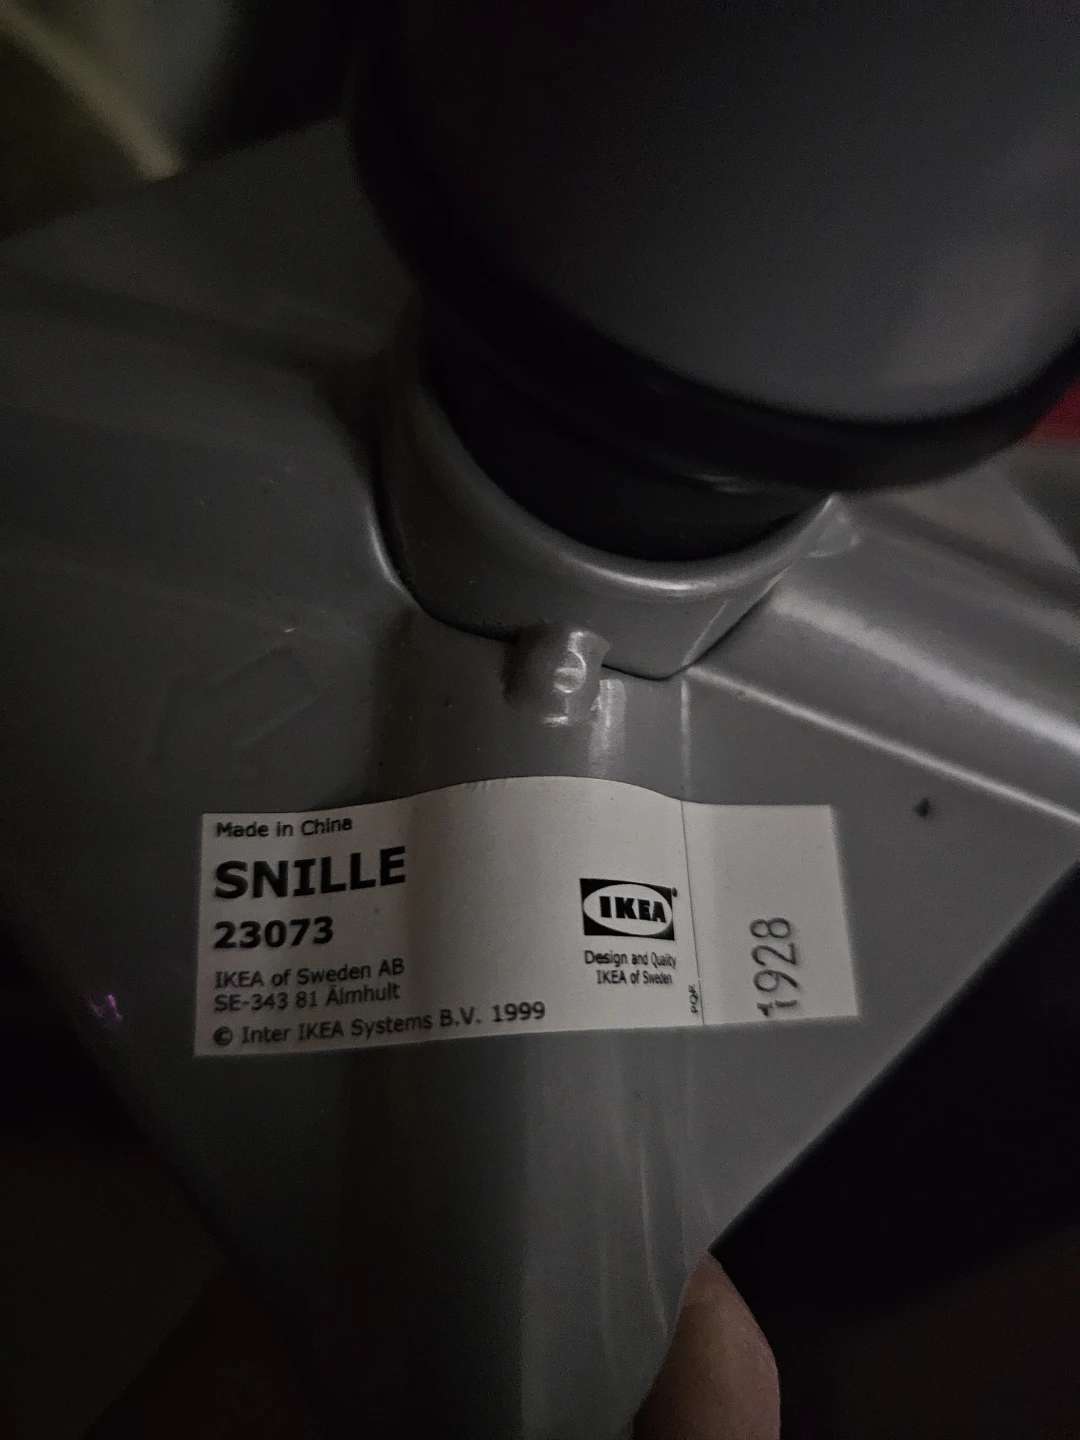 Made in China
SNILLE
23073
IKEA of Sweden AB
SE-343 81 Älmhult
© Inter IKEA Systems B.V. 1999
IKEA®
Design and Quality
IKEA of Sweden
PQR
1928